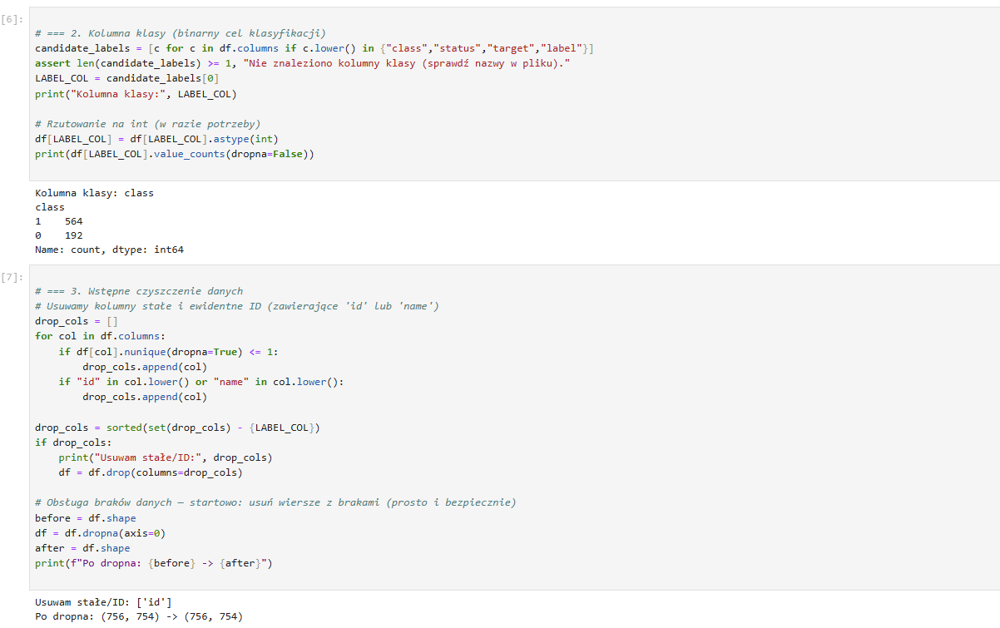 [6]:
# === 2. Kolumna klasy (binarny cel klasyfikacji)
candidate_labels = [c for c in df.columns if c.lower() in {"class","status","target","label"}]
assert len(candidate_labels) >= 1, "Nie znaleziono kolumny klasy (sprawdź nazwy w pliku)."
LABEL_COL = candidate_labels[0]
print("Kolumna klasy:", LABEL_COL)
# Rzutowanie na int (w razie potrzeby)
df[LABEL_COL] = df[LABEL_COL].astype(int)
print(df[LABEL_COL].value_counts(dropna=False))
Kolumna klasy: class
class
1    564
0    192
Name: count, dtype: int64
[7]:
# === 3. Wstępne czyszczenie danych
# Usuwamy kolumny stałe i ewidentne ID (zawierające 'id' lub 'name')
drop_cols = []
for col in df.columns:
    if df[col].nunique(dropna=True) <= 1:
        drop_cols.append(col)
    if "id" in col.lower() or "name" in col.lower():
        drop_cols.append(col)
drop_cols = sorted(set(drop_cols) - {LABEL_COL})
if drop_cols:
    print("Usuwam stałe/ID:", drop_cols)
    df = df.drop(columns=drop_cols)
# Obsługa braków danych — startowo: usuń wiersze z brakami (prosto i bezpiecznie)
before = df.shape
df = df.dropna(axis=0)
after = df.shape
print(f"Po dropna: {before} -> {after}")
Usuwam stałe/ID: ['id']
Po dropna: (756, 754) -> (756, 754)